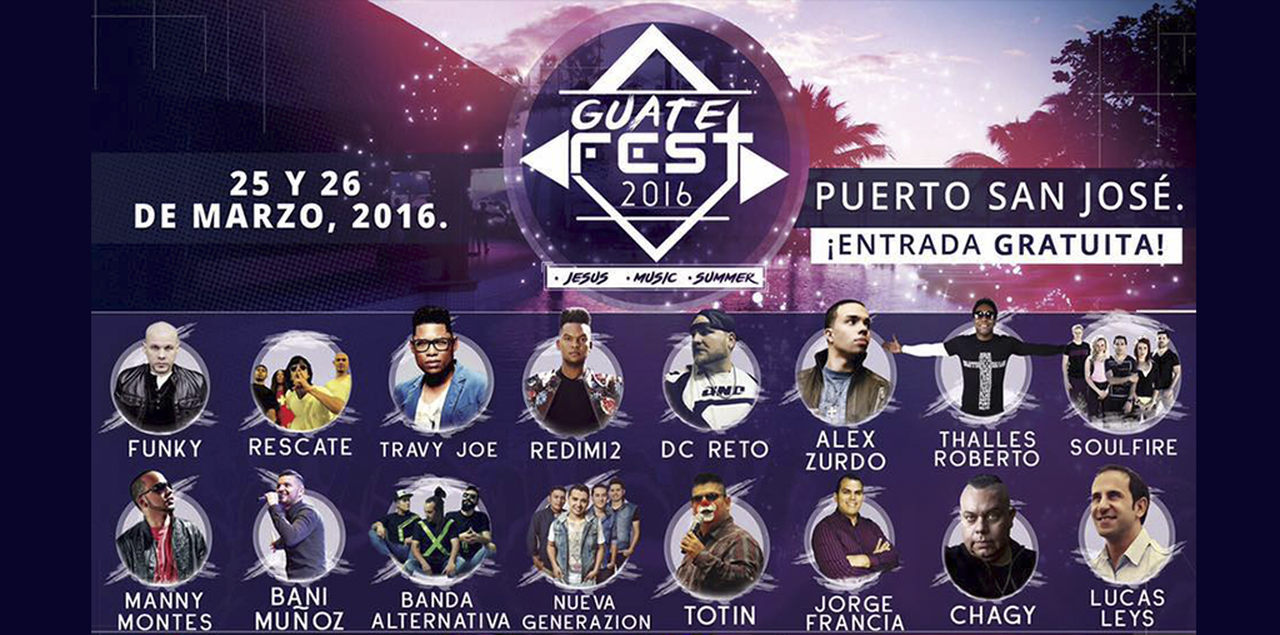 GUATE
FEST
2016
· JESUS · MUSIC · SUMMER
25 Y 26
DE MARZO, 2016.
PUERTO SAN JOSÉ.
¡ENTRADA GRATUITA!
FUNKY
RESCATE
TRAVY JOE
REDIMI2
DC RETO
ALEX
ZURDO
THALLES
ROBERTO
SOULFIRE
MANNY
MONTES
BANI
MUÑOZ
BANDA
ALTERNATIVA
NUEVA
GENERAZION
TOTIN
JORGE
FRANCIA
CHAGY
LUCAS
LEYS